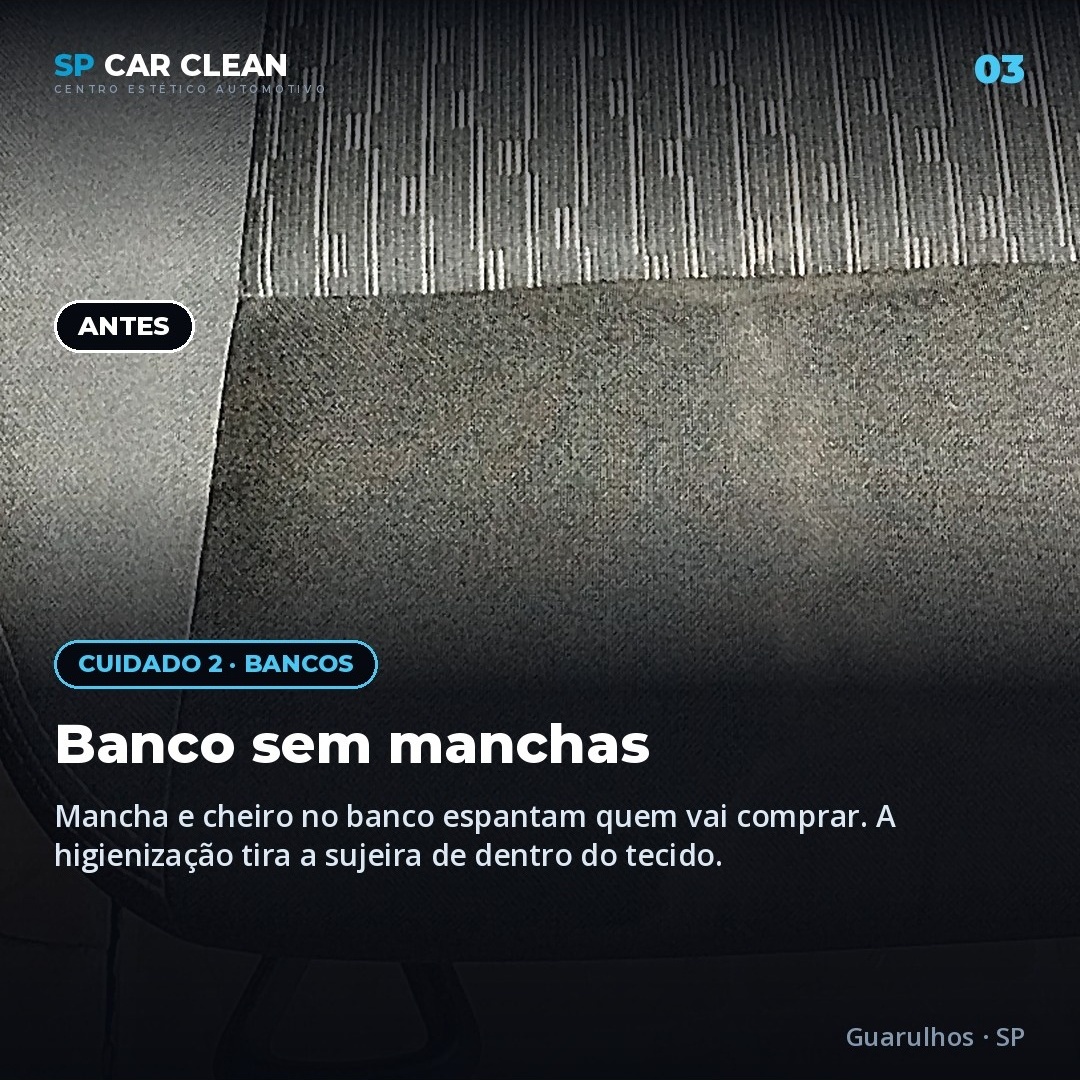 SP CAR CLEAN
CENTRO ESTÉTICO AUTOMOTIVO
03
ANTES
CUIDADO 2 · BANCOS
Banco sem manchas
Mancha e cheiro no banco espantam quem vai comprar. A
higienização tira a sujeira de dentro do tecido.
Guarulhos · SP